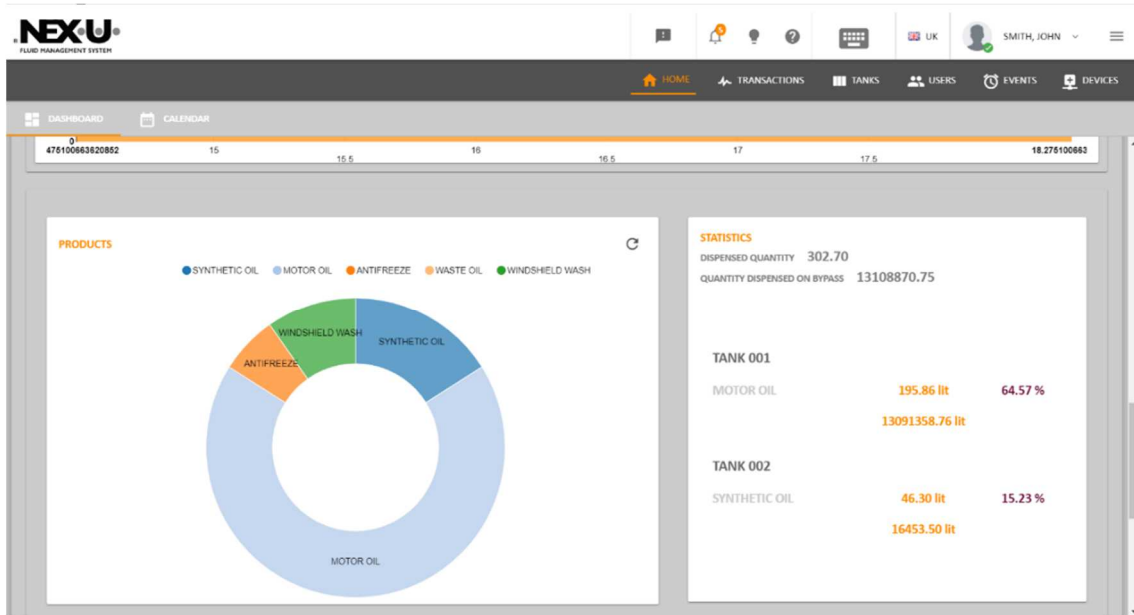 .NEX·U·
FLUID MANAGEMENT SYSTEM
5
UK
SMITH, JOHN
HOME
TRANSACTIONS
TANKS
USERS
EVENTS
DEVICES
DASHBOARD
CALENDAR
0
475100663620852
15
15.5
16
16.5
17
17.5
18.275100663
PRODUCTS
SYNTHETIC OIL
MOTOR OIL
ANTIFREEZE
WASTE OIL
WINDSHIELD WASH
WINDSHIELD WASH
SYNTHETIC OIL
ANTIFREEZE
MOTOR OIL
STATISTICS
DISPENSED QUANTITY 302.70
QUANTITY DISPENSED ON BYPASS 13108870.75
TANK 001
MOTOR OIL 195.86 lit 64.57 %
13091358.76 lit
TANK 002
SYNTHETIC OIL 46.30 lit 15.23 %
16453.50 lit